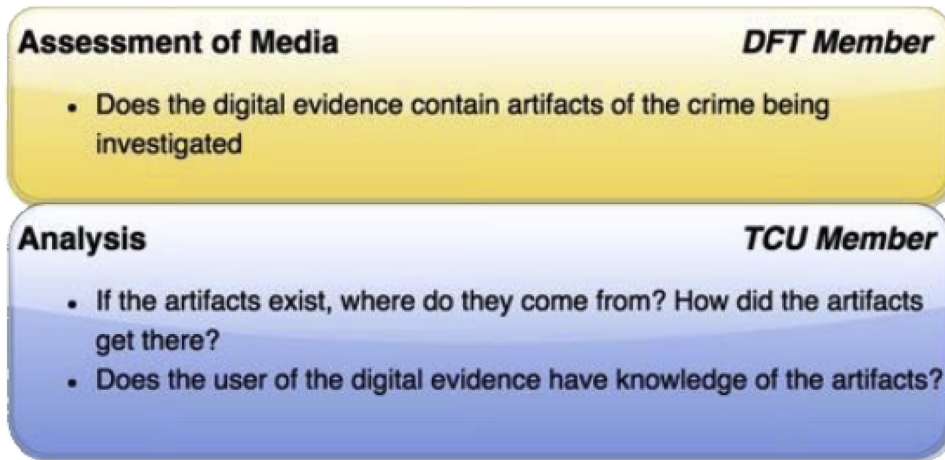 Assessment of Media DFT Member
• Does the digital evidence contain artifacts of the crime being
investigated
Analysis TCU Member
• If the artifacts exist, where do they come from? How did the artifacts
get there?
• Does the user of the digital evidence have knowledge of the artifacts?